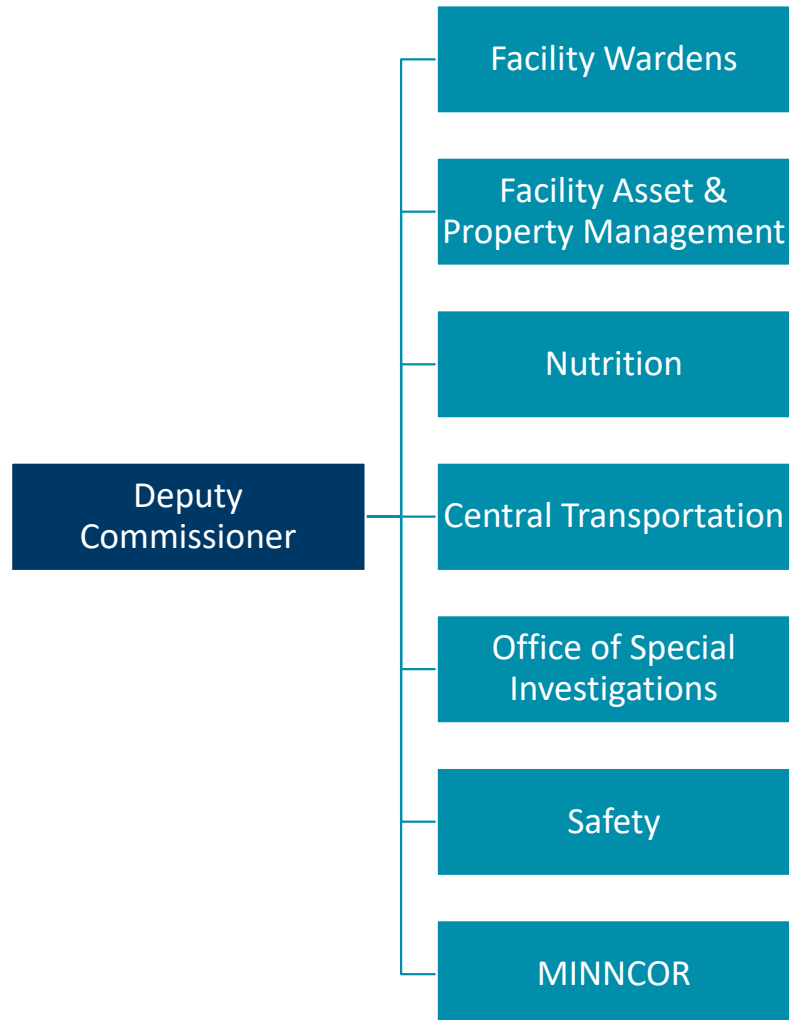 Facility Wardens
Facility Asset &
Property Management
Nutrition
Deputy
Commissioner
Central Transportation
Office of Special
Investigations
Safety
MINNCOR